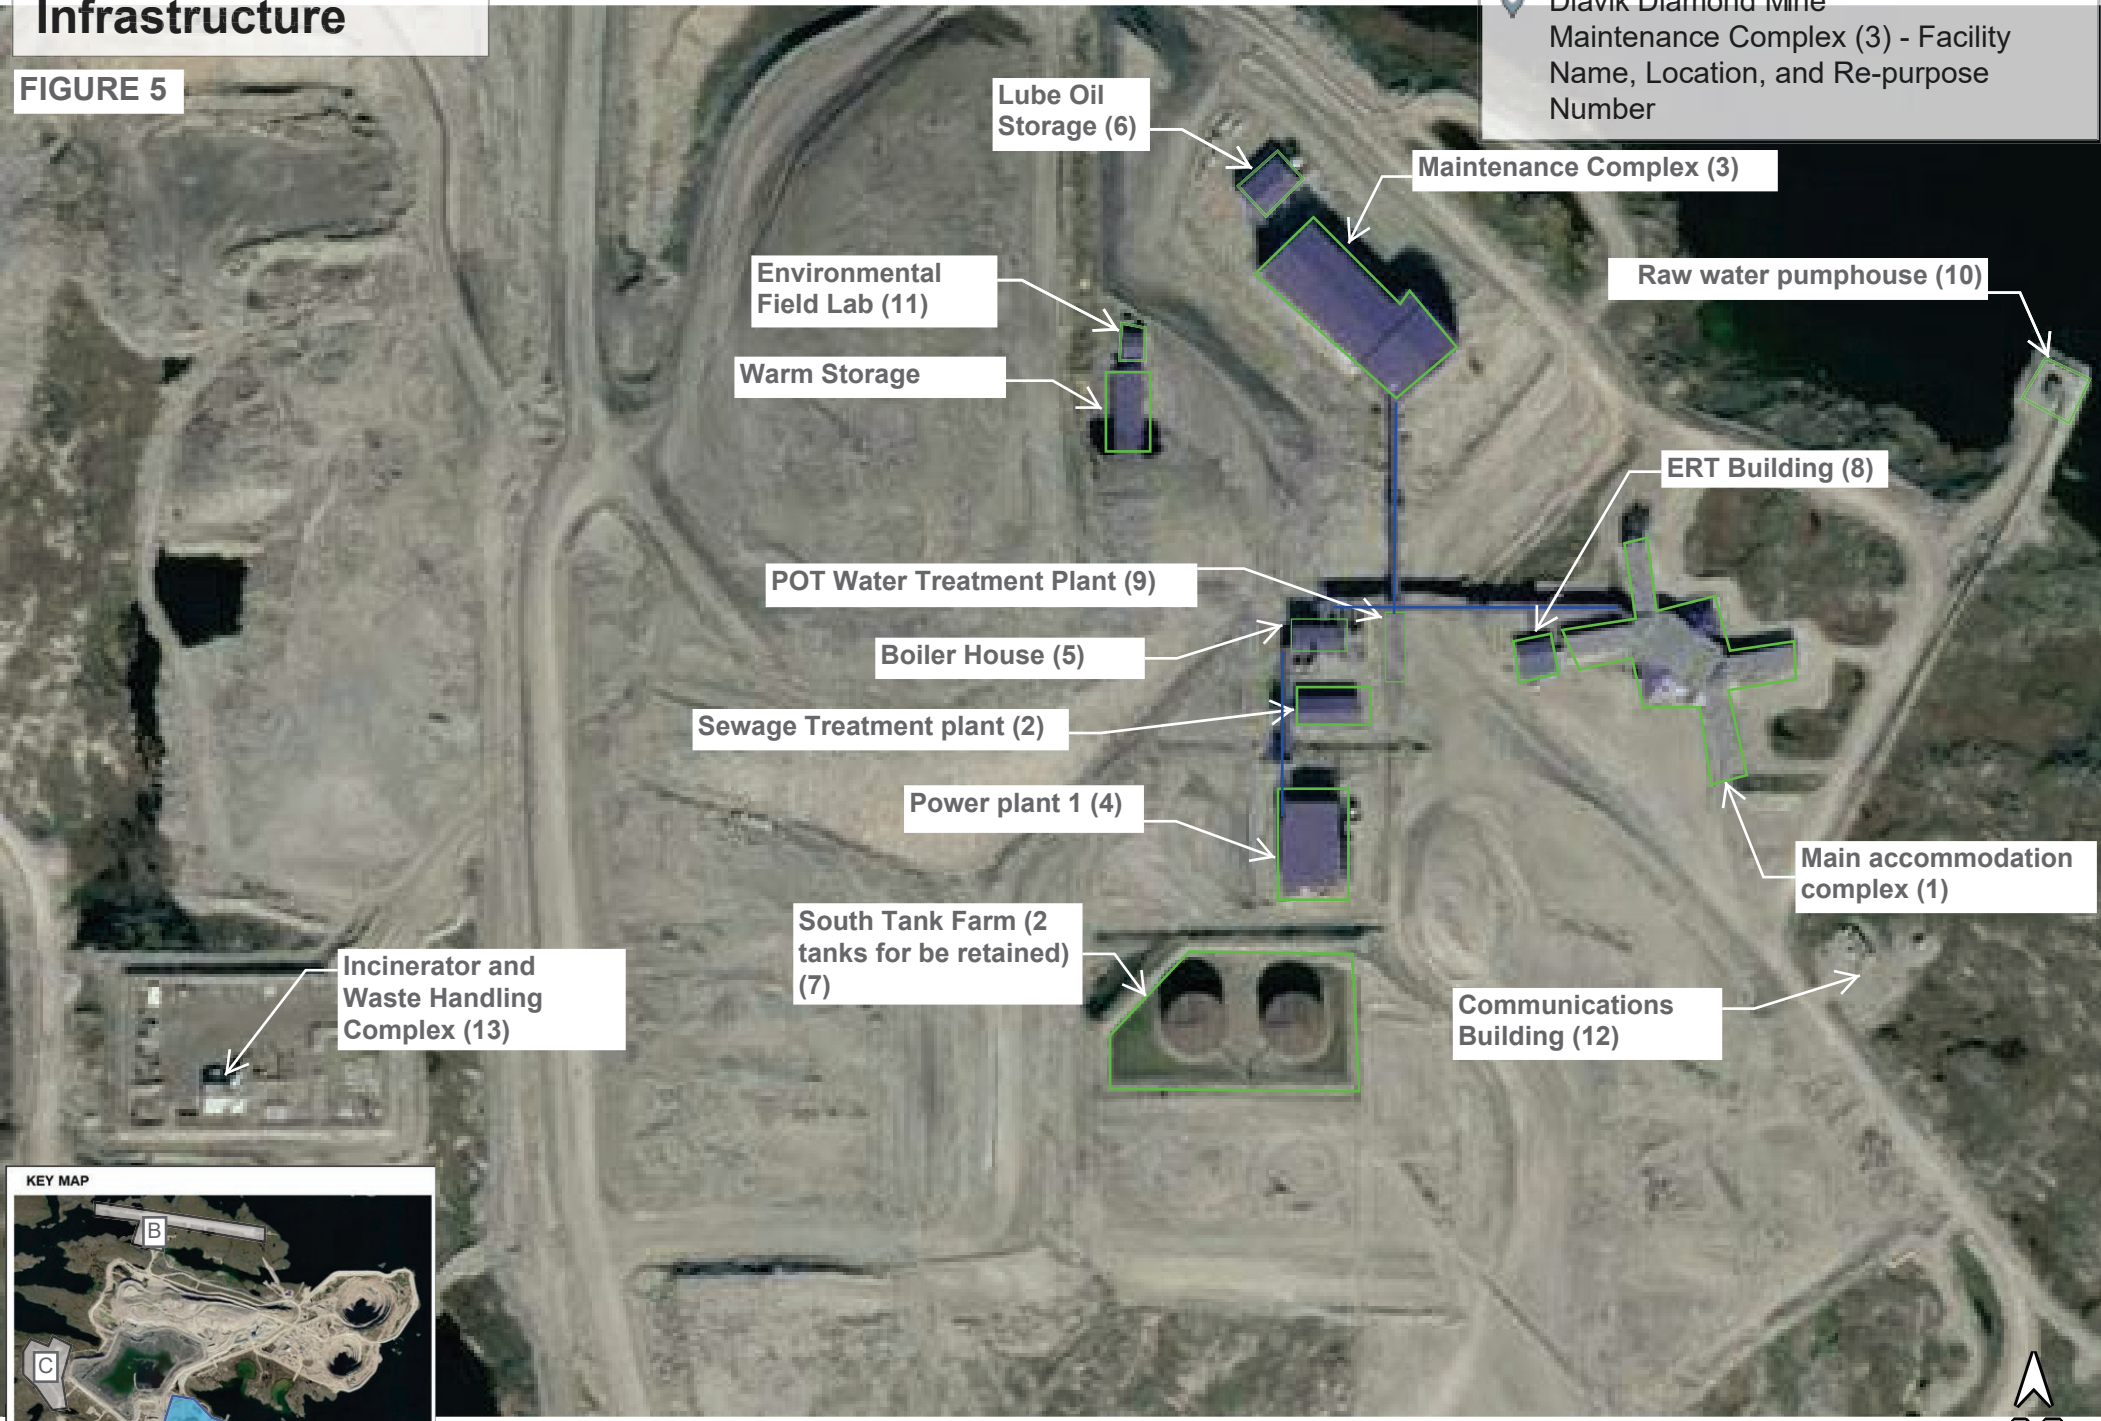 Infrastructure
FIGURE 5
Diavik Diamond Mine
Maintenance Complex (3) - Facility
Name, Location, and Re-purpose
Number
Lube Oil
Storage (6)
Maintenance Complex (3)
Environmental
Field Lab (11)
Raw water pumphouse (10)
Warm Storage
ERT Building (8)
POT Water Treatment Plant (9)
Boiler House (5)
Sewage Treatment plant (2)
Power plant 1 (4)
Main accommodation
complex (1)
South Tank Farm (2
tanks for be retained)
(7)
Incinerator and
Waste Handling
Complex (13)
Communications
Building (12)
KEY MAP
B
C